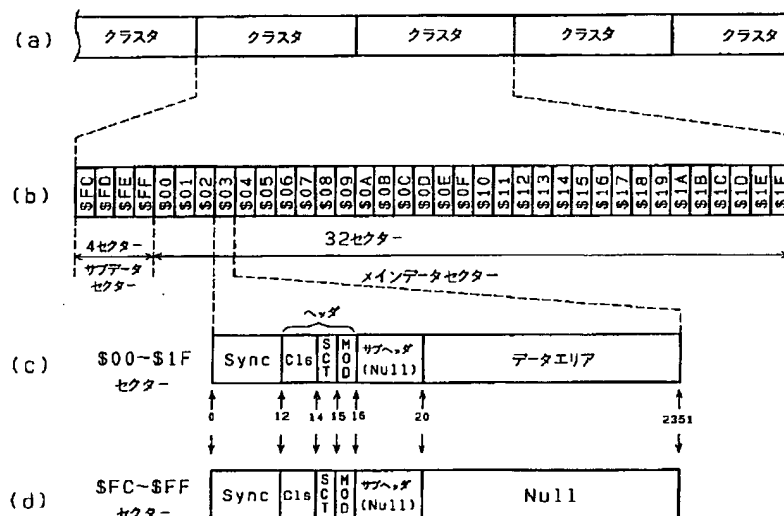 (a) クラスタ クラスタ クラスタ クラスタ クラスタ
(b) $FC $FD $FE $FF $00 $01 $02 $03 $04 $05 $06 $07 $08 $09 $0A $0B $0C $0D $0E $0F $10 $11 $12 $13 $14 $15 $16 $17 $18 $19 $1A $1B $1C $1D $1E
4セクター 32セクター
サブデータ
セクター
メインデータセクター
ヘッダ
(c) $00~$1F
セクター
Sync Cls SCT MOD サブヘッダ
(Null)
データエリア
0 12 14 15 16 20 2351
(d) $FC~$FF
セクター
Sync Cls SCT MOD サブヘッダ
(Null)
Null